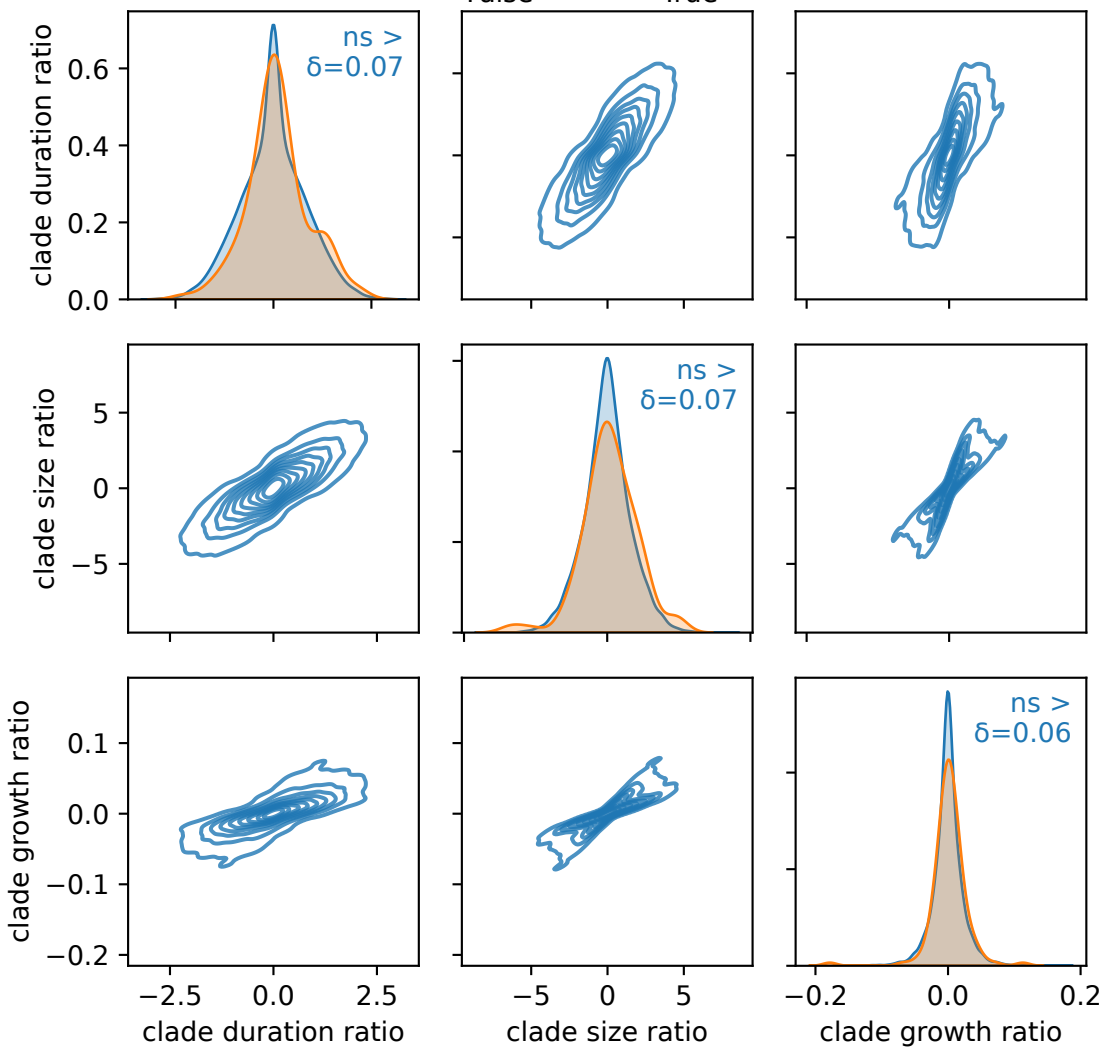 True
ns >
δ=0.07
clade duration ratio
0.6
0.4
0.2
0.0
ns >
δ=0.07
clade size ratio
5
0
−5
ns >
δ=0.06
clade growth ratio
0.1
0.0
−0.1
−0.2
−2.5 0.0 2.5
−5 0 5
−0.2 0.0 0.2
clade duration ratio
clade size ratio
clade growth ratio